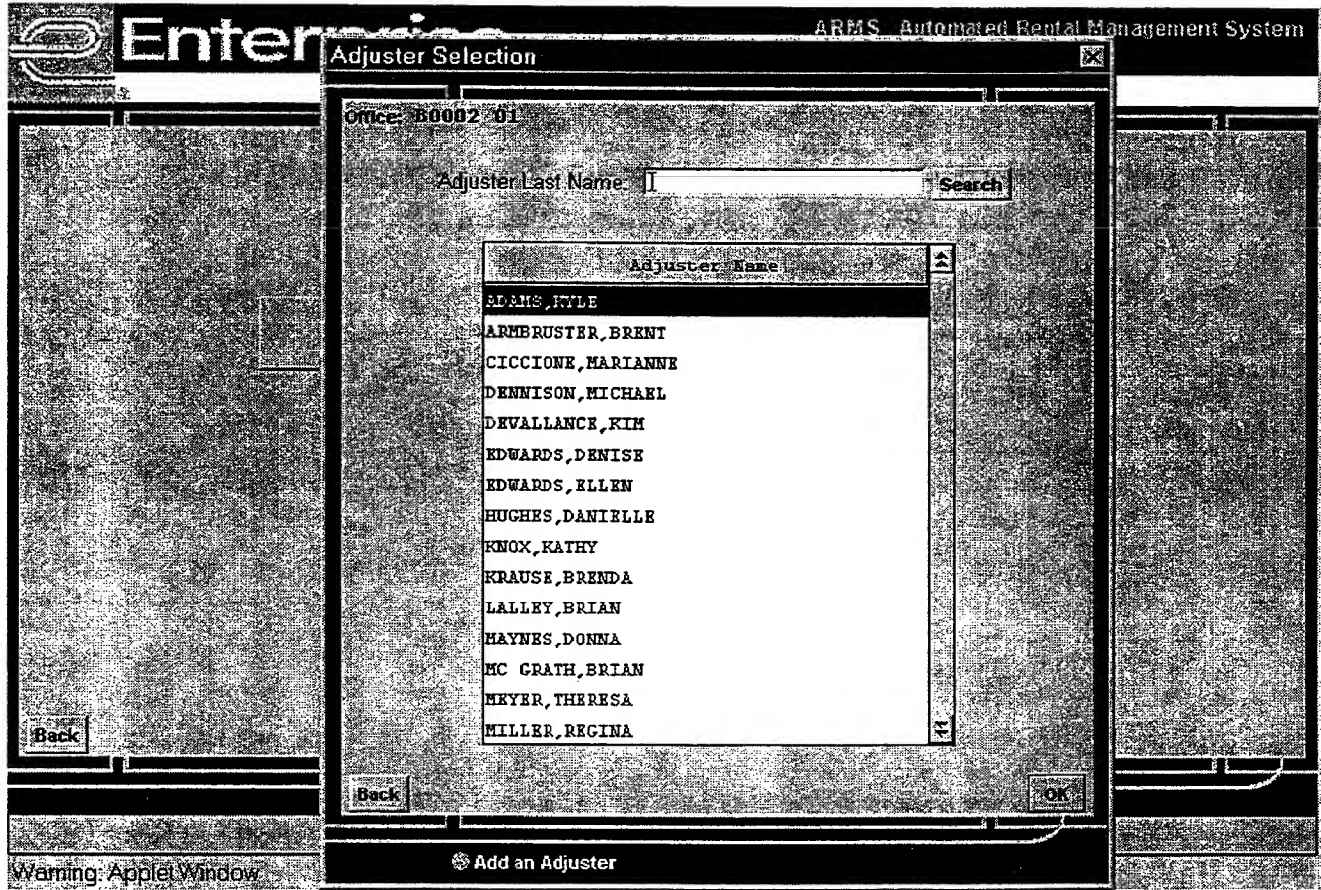 Enterprise
ARMS Automated Rental Management System
Adjuster Selection
Office: B0002 01
Adjuster Last Name:
Search
Adjuster Name
ADAMS,KYLE
ARMBRUSTER,BRENT
CICCIONE,MARIANNE
DENNISON,MICHAEL
DEVALLANCE,KIM
EDWARDS,DENISE
EDWARDS,ELLEN
HUGHES,DANIELLE
KNOX,KATHY
KRAUSE,BRENDA
LALLEY,BRIAN
MAYNES,DONNA
MC GRATH,BRIAN
MEYER,THERESA
MILLER,REGINA
Back
Back
OK
Add an Adjuster
Warning: Applet Window